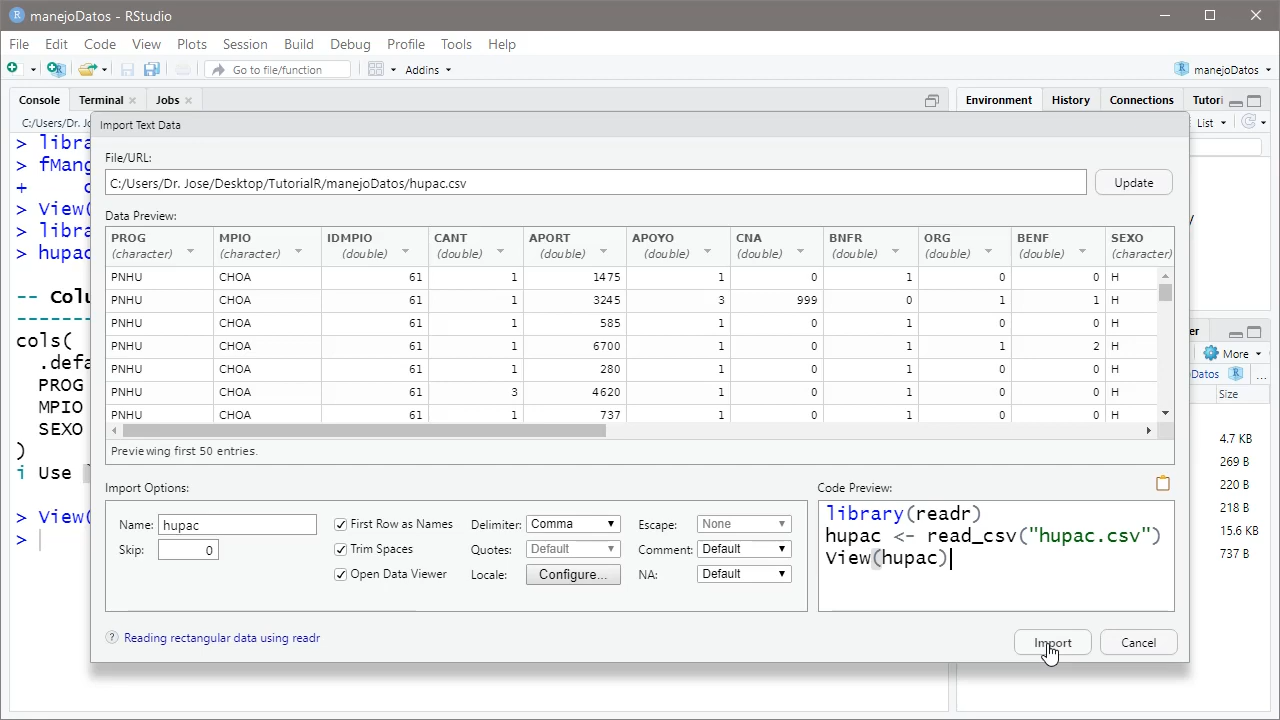 manejoDatos - RStudio
File Edit Code View Plots Session Build Debug Profile Tools Help
Go to file/function Addins manejoDatos
Console Terminal Jobs Environment History Connections Tutori
C:/Users/Dr. Jo List
Import Text Data
> libra
> fMang
+ c
> View(
> libra
> hupac
-- Colu
cols(
.defa
PROG
MPIO
SEXO
)
i Use
> View(
>
File/URL:
C:/Users/Dr. Jose/Desktop/TutorialR/manejoDatos/hupac.csv Update
Data Preview:
PROG MPIO IDMPIO CANT APORT APOYO CNA BNFR ORG BENF SEXO
(character) (character) (double) (double) (double) (double) (double) (double) (double) (double) (character)
PNHU CHOA 61 1 1475 1 0 1 0 0 H
PNHU CHOA 61 1 3245 3 999 0 1 1 H
PNHU CHOA 61 1 585 1 0 1 0 0 H
PNHU CHOA 61 1 6700 1 0 1 1 2 H
PNHU CHOA 61 1 280 1 0 1 0 0 H
PNHU CHOA 61 3 4620 1 0 1 0 0 H
PNHU CHOA 61 1 737 1 0 1 0 0 H
Previewing first 50 entries.
Import Options:
Name: hupac
Skip: 0
First Row as Names
Trim Spaces
Open Data Viewer
Delimiter: Comma
Quotes: Default
Locale: Configure...
Escape: None
Comment: Default
NA: Default
Code Preview:
library(readr)
hupac <- read_csv("hupac.csv")
View(hupac)
Reading rectangular data using readr
Import Cancel
er
More
Datos ...
Size
4.7 KB
269 B
220 B
218 B
15.6 KB
737 B